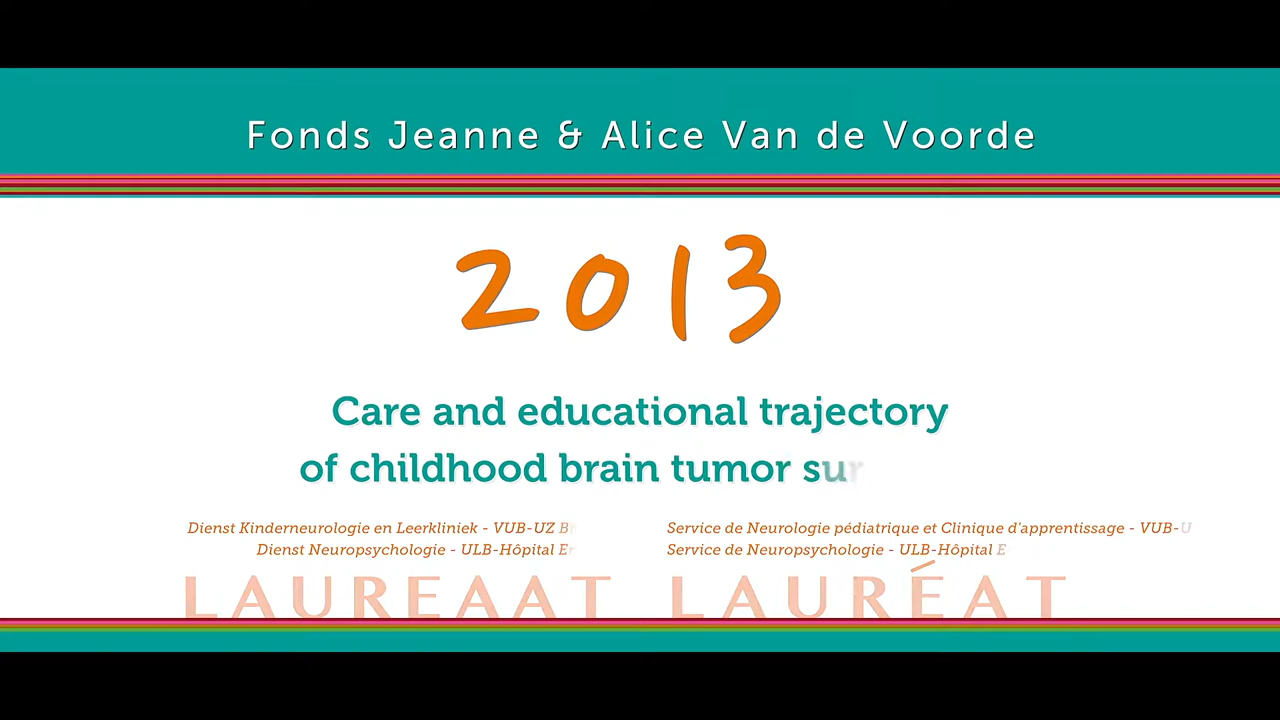 Fonds Jeanne & Alice Van de Voorde
2013
Care and educational trajectory
of childhood brain tumor
Dienst Kinderneurologie en Leerkliniek - VUB-UZ
Dienst Neuropsychologie - ULB-Hôpital
Service de Neurologie pédiatrique et Clinique d'apprentissage - VUB-
Service de Neuropsychologie - ULB-Hôpital
LAUREAAT
LAURÉAT